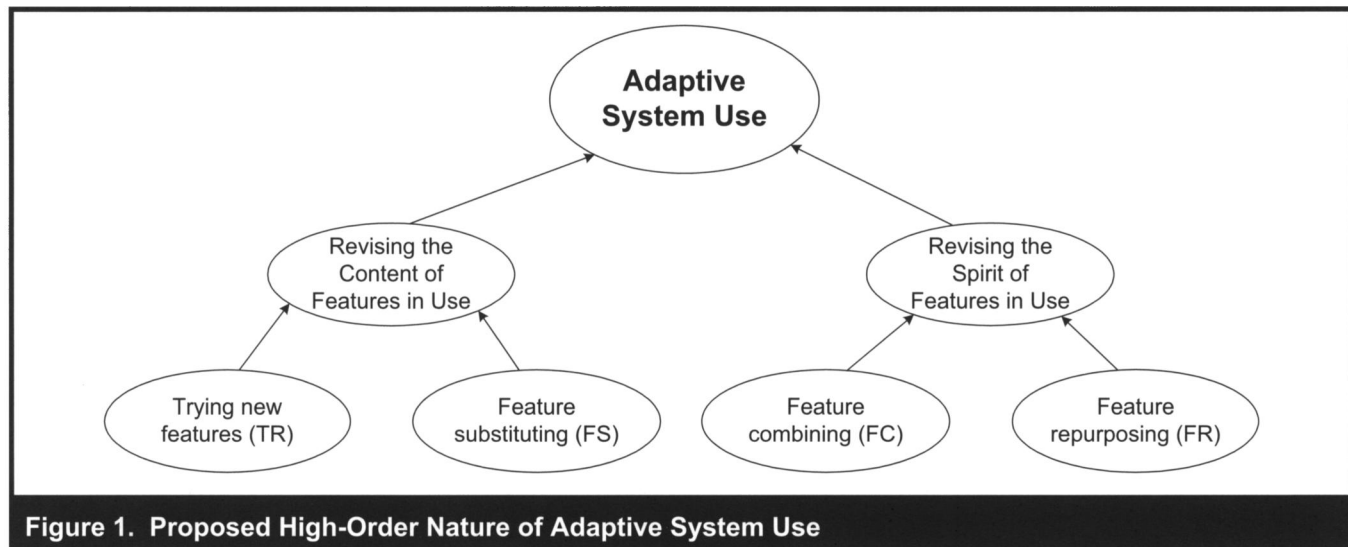 Adaptive
System Use
Revising the
Content of
Features in Use
Revising the
Spirit of
Features in Use
Trying new
features (TR)
Feature
substituting (FS)
Feature
combining (FC)
Feature
repurposing (FR)
Figure 1. Proposed High-Order Nature of Adaptive System Use